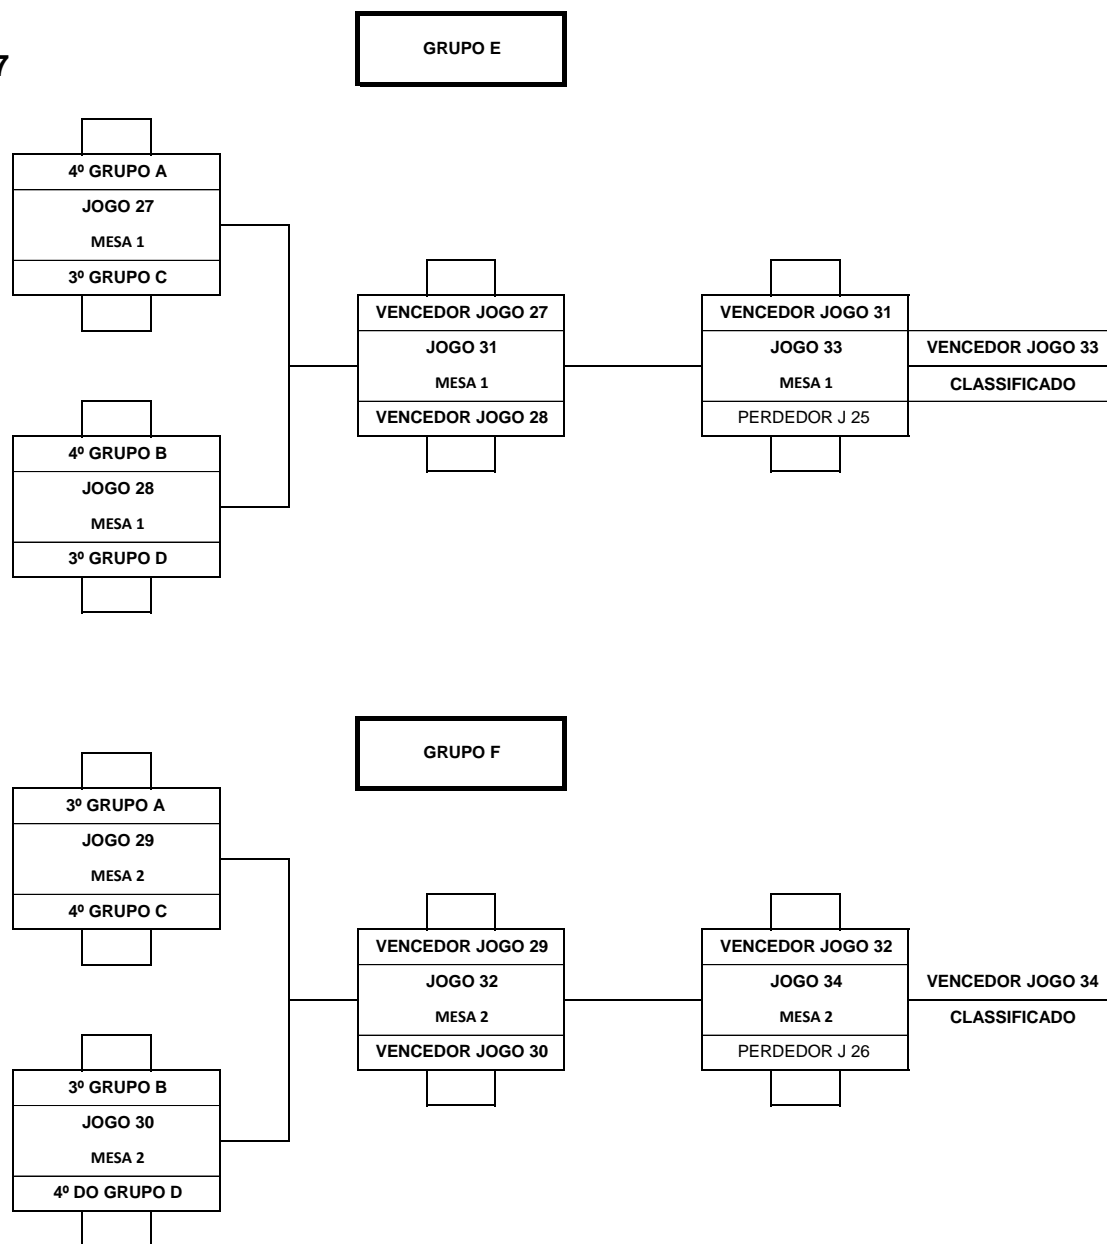 GRUPO E
7
4º GRUPO A
JOGO 27
MESA 1
3º GRUPO C
VENCEDOR JOGO 27
JOGO 31
MESA 1
VENCEDOR JOGO 28
VENCEDOR JOGO 31
JOGO 33
MESA 1
PERDEDOR J 25
VENCEDOR JOGO 33
CLASSIFICADO
4º GRUPO B
JOGO 28
MESA 1
3º GRUPO D
GRUPO F
3º GRUPO A
JOGO 29
MESA 2
4º GRUPO C
VENCEDOR JOGO 29
JOGO 32
MESA 2
VENCEDOR JOGO 30
VENCEDOR JOGO 32
JOGO 34
MESA 2
PERDEDOR J 26
VENCEDOR JOGO 34
CLASSIFICADO
3º GRUPO B
JOGO 30
MESA 2
4º DO GRUPO D